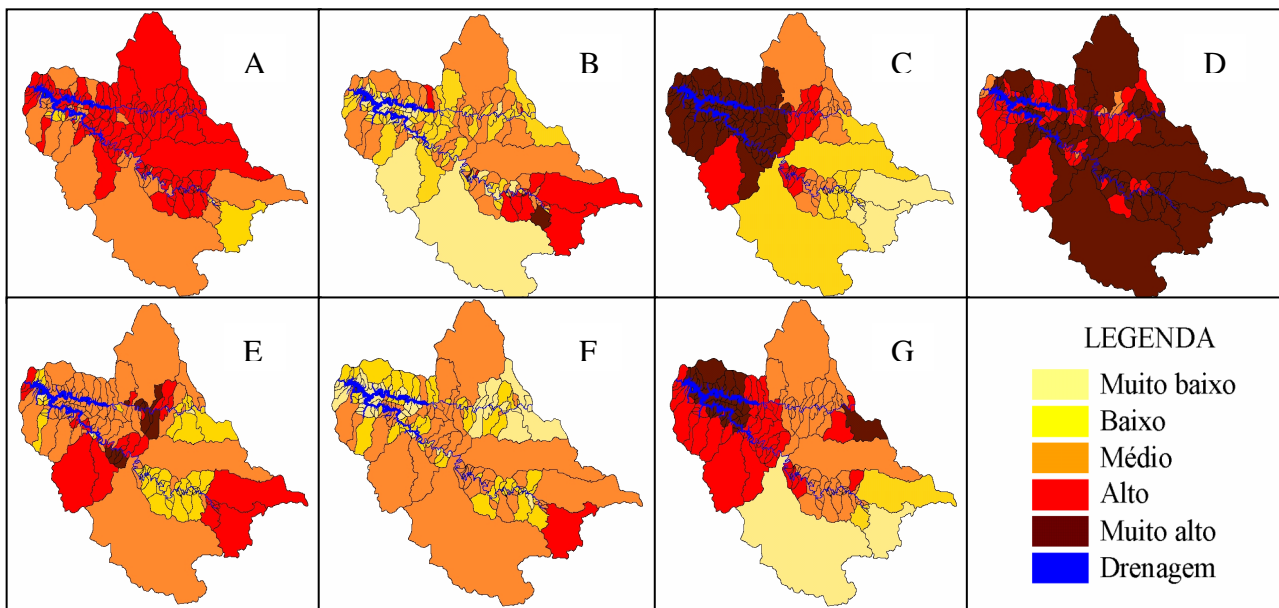 A
B
C
D
E
F
G
LEGENDA
Muito baixo
Baixo
Médio
Alto
Muito alto
Drenagem